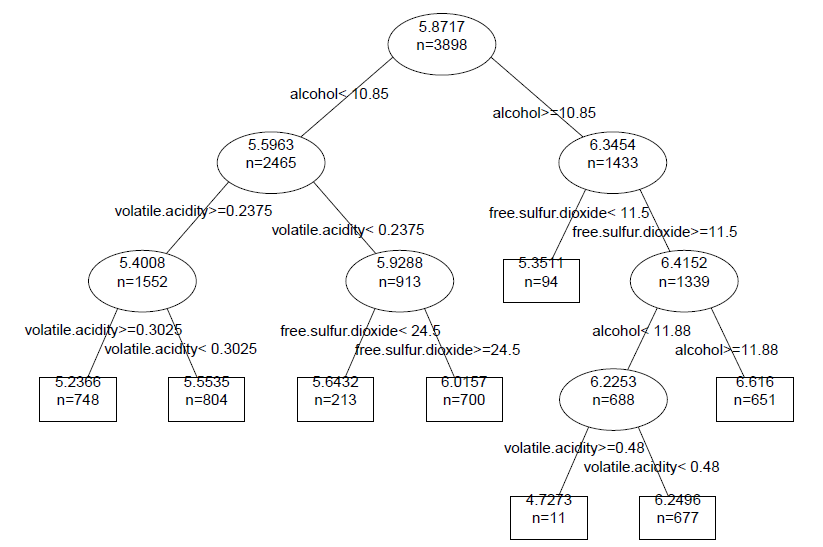 5.8717
n=3898
alcohol< 10.85
alcohol>=10.85
5.5963
n=2465
6.3454
n=1433
volatile.acidity>=0.2375
volatile.acidity< 0.2375
free.sulfur.dioxide< 11.5
free.sulfur.dioxide>=11.5
5.4008
n=1552
5.9288
n=913
5.3511
n=94
6.4152
n=1339
volatile.acidity>=0.3025
volatile.acidity< 0.3025
free.sulfur.dioxide< 24.5
free.sulfur.dioxide>=24.5
alcohol< 11.88
alcohol>=11.88
5.2366
n=748
5.5535
n=804
5.6432
n=213
6.0157
n=700
6.2253
n=688
6.616
n=651
volatile.acidity>=0.48
volatile.acidity< 0.48
4.7273
n=11
6.2496
n=677